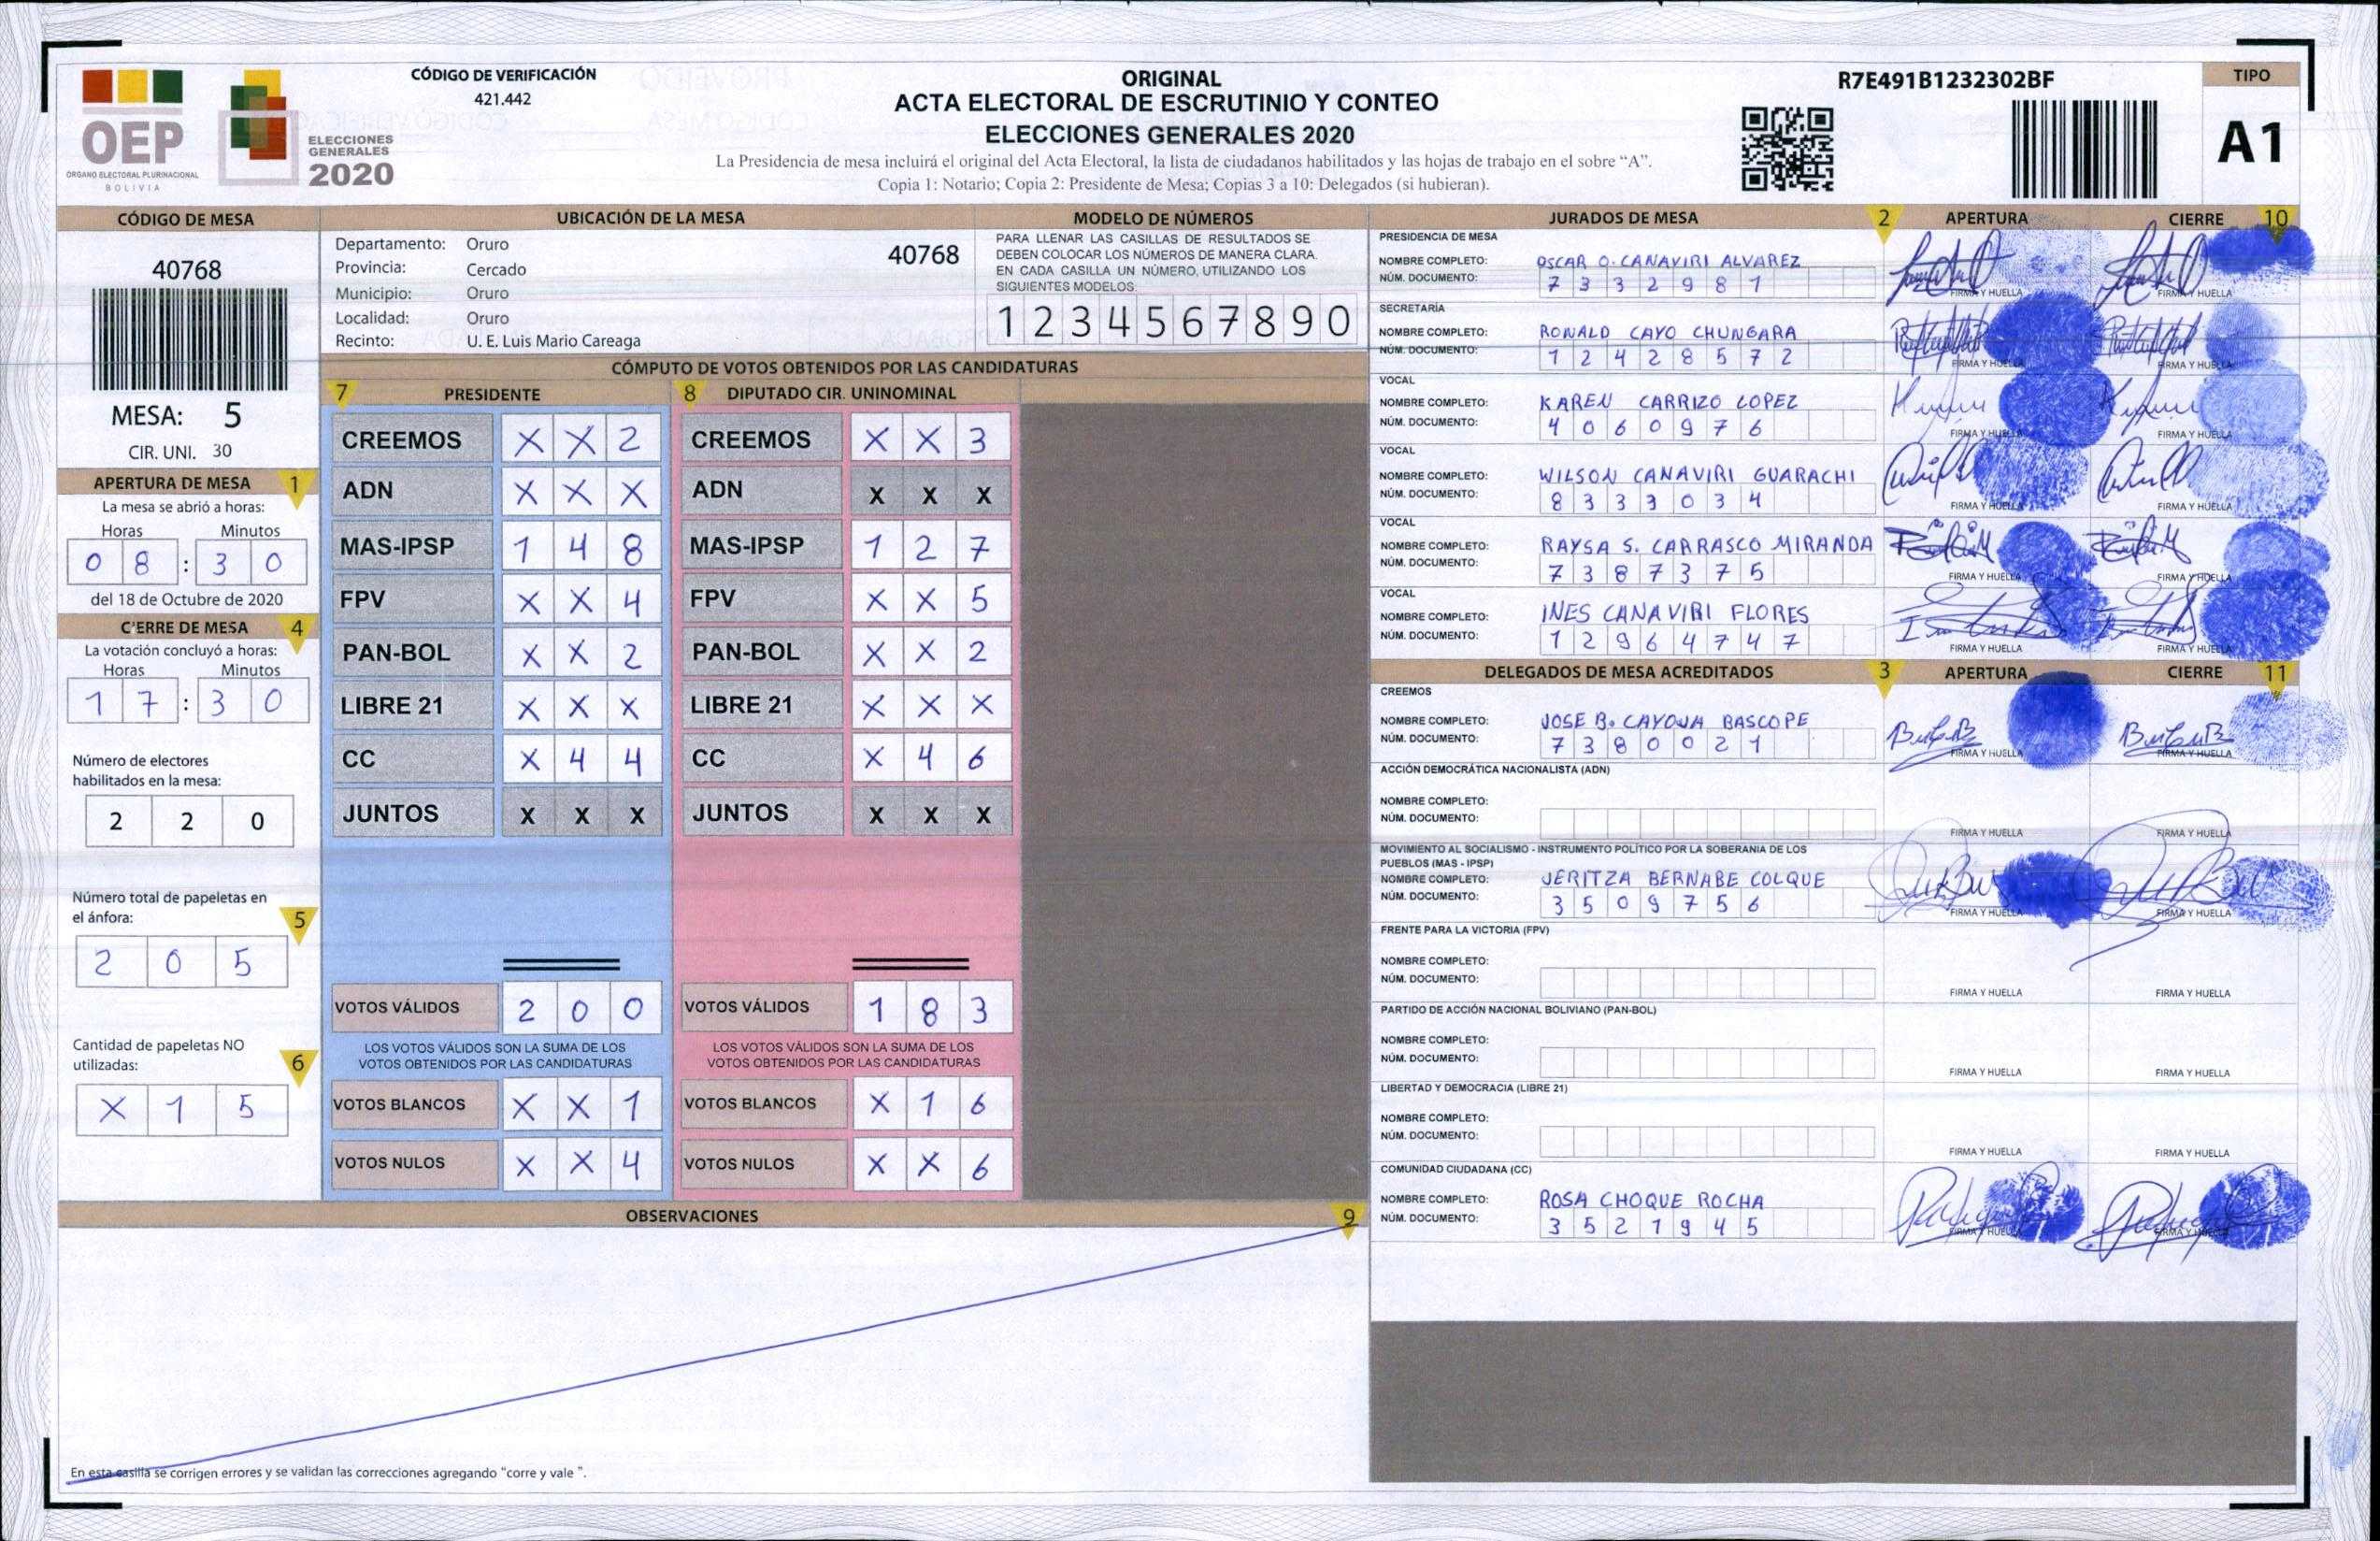 CÓDIGO DE VERIFICACIÓN
421.442
OEP
ÓRGANO ELECTORAL PLURINACIONAL
BOLIVIA
ELECCIONES
GENERALES
2020
ORIGINAL
ACTA ELECTORAL DE ESCRUTINIO Y CONTEO
ELECCIONES GENERALES 2020
La Presidencia de mesa incluirá el original del Acta Electoral, la lista de ciudadanos habilitados y las hojas de trabajo en el sobre “A”.
Copia 1: Notario; Copia 2: Presidente de Mesa; Copias 3 a 10: Delegados (si hubieran).
R7E491B1232302BF
TIPO
A1
CÓDIGO DE MESA
40768
MESA: 5
CIR. UNI. 30
APERTURA DE MESA 1
La mesa se abrió a horas:
Horas Minutos
0 8 : 3 0
del 18 de Octubre de 2020
CIERRE DE MESA 4
La votación concluyó a horas:
Horas Minutos
1 7 : 3 0
Número de electores
habilitados en la mesa:
2 2 0
Número total de papeletas en
el ánfora: 5
2 0 5
Cantidad de papeletas NO
utilizadas: 6
X 1 5
UBICACIÓN DE LA MESA
Departamento: Oruro 40768
Provincia: Cercado
Municipio: Oruro
Localidad: Oruro
Recinto: U. E. Luis Mario Careaga
MODELO DE NÚMEROS
PARA LLENAR LAS CASILLAS DE RESULTADOS SE
DEBEN COLOCAR LOS NÚMEROS DE MANERA CLARA.
EN CADA CASILLA UN NÚMERO, UTILIZANDO LOS
SIGUIENTES MODELOS:
1 2 3 4 5 6 7 8 9 0
CÓMPUTO DE VOTOS OBTENIDOS POR LAS CANDIDATURAS
7 PRESIDENTE 8 DIPUTADO CIR. UNINOMINAL
CREEMOS X X 2 CREEMOS X X 3
ADN X X X ADN X X X
MAS-IPSP 1 4 8 MAS-IPSP 1 2 7
FPV X X 4 FPV X X 5
PAN-BOL X X 2 PAN-BOL X X 2
LIBRE 21 X X X LIBRE 21 X X X
CC X 4 4 CC X 4 6
JUNTOS X X X JUNTOS X X X
VOTOS VÁLIDOS 2 0 0 VOTOS VÁLIDOS 1 8 3
LOS VOTOS VÁLIDOS SON LA SUMA DE LOS LOS VOTOS VÁLIDOS SON LA SUMA DE LOS
VOTOS OBTENIDOS POR LAS CANDIDATURAS VOTOS OBTENIDOS POR LAS CANDIDATURAS
VOTOS BLANCOS X X 1 VOTOS BLANCOS X 1 6
VOTOS NULOS X X 4 VOTOS NULOS X X 6
OBSERVACIONES 9
En esta casilla se corrigen errores y se validan las correcciones agregando “corre y vale ”.
JURADOS DE MESA 2 APERTURA CIERRE 10
PRESIDENCIA DE MESA
NOMBRE COMPLETO: OSCAR O. CANAVIRI ALVAREZ
NÚM. DOCUMENTO: 7 3 3 2 9 8 1
FIRMA Y HUELLA FIRMA Y HUELLA
SECRETARÍA
NOMBRE COMPLETO: RONALD CAYO CHUNGARA
NÚM. DOCUMENTO: 1 2 4 2 8 5 7 2
FIRMA Y HUELLA FIRMA Y HUELLA
VOCAL
NOMBRE COMPLETO: KAREN CARRIZO LOPEZ
NÚM. DOCUMENTO: 4 0 6 0 9 7 6
FIRMA Y HUELLA FIRMA Y HUELLA
VOCAL
NOMBRE COMPLETO: WILSON CANAVIRI GUARACHI
NÚM. DOCUMENTO: 8 3 3 3 0 3 4
FIRMA Y HUELLA FIRMA Y HUELLA
VOCAL
NOMBRE COMPLETO: RAYSA S. CARRASCO MIRANDA
NÚM. DOCUMENTO: 7 3 8 7 3 7 5
FIRMA Y HUELLA FIRMA Y HUELLA
VOCAL
NOMBRE COMPLETO: INES CANAVIRI FLORES
NÚM. DOCUMENTO: 1 2 9 6 4 7 4 7
FIRMA Y HUELLA FIRMA Y HUELLA
DELEGADOS DE MESA ACREDITADOS 3 APERTURA CIERRE 11
CREEMOS
NOMBRE COMPLETO: JOSE B. CAYOJA BASCOPE
NÚM. DOCUMENTO: 7 3 8 0 0 2 1
FIRMA Y HUELLA FIRMA Y HUELLA
ACCIÓN DEMOCRÁTICA NACIONALISTA (ADN)
NOMBRE COMPLETO:
NÚM. DOCUMENTO:
FIRMA Y HUELLA FIRMA Y HUELLA
MOVIMIENTO AL SOCIALISMO - INSTRUMENTO POLÍTICO POR LA SOBERANIA DE LOS
PUEBLOS (MAS - IPSP)
NOMBRE COMPLETO: JERITZA BERNABE COLQUE
NÚM. DOCUMENTO: 3 5 0 9 7 5 6
FIRMA Y HUELLA FIRMA Y HUELLA
FRENTE PARA LA VICTORIA (FPV)
NOMBRE COMPLETO:
NÚM. DOCUMENTO:
FIRMA Y HUELLA FIRMA Y HUELLA
PARTIDO DE ACCIÓN NACIONAL BOLIVIANO (PAN-BOL)
NOMBRE COMPLETO:
NÚM. DOCUMENTO:
FIRMA Y HUELLA FIRMA Y HUELLA
LIBERTAD Y DEMOCRACIA (LIBRE 21)
NOMBRE COMPLETO:
NÚM. DOCUMENTO:
FIRMA Y HUELLA FIRMA Y HUELLA
COMUNIDAD CIUDADANA (CC)
NOMBRE COMPLETO: ROSA CHOQUE ROCHA
NÚM. DOCUMENTO: 3 5 2 1 9 4 5
FIRMA Y HUELLA FIRMA Y HUELLA